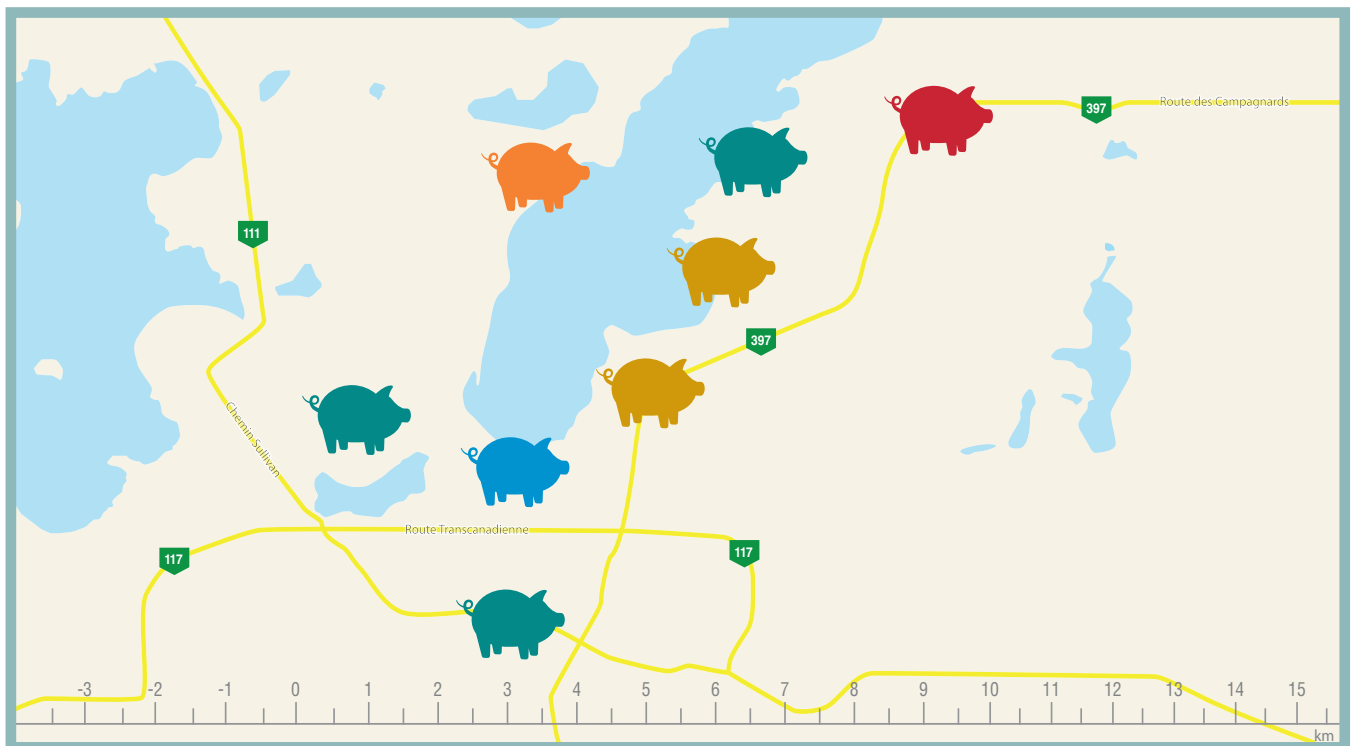 397
Route des Campagnards
111
397
Chemin Sullivan
Route Transcanadienne
117
117
-3 -2 -1 0 1 2 3 4 5 6 7 8 9 10 11 12 13 14 15
km